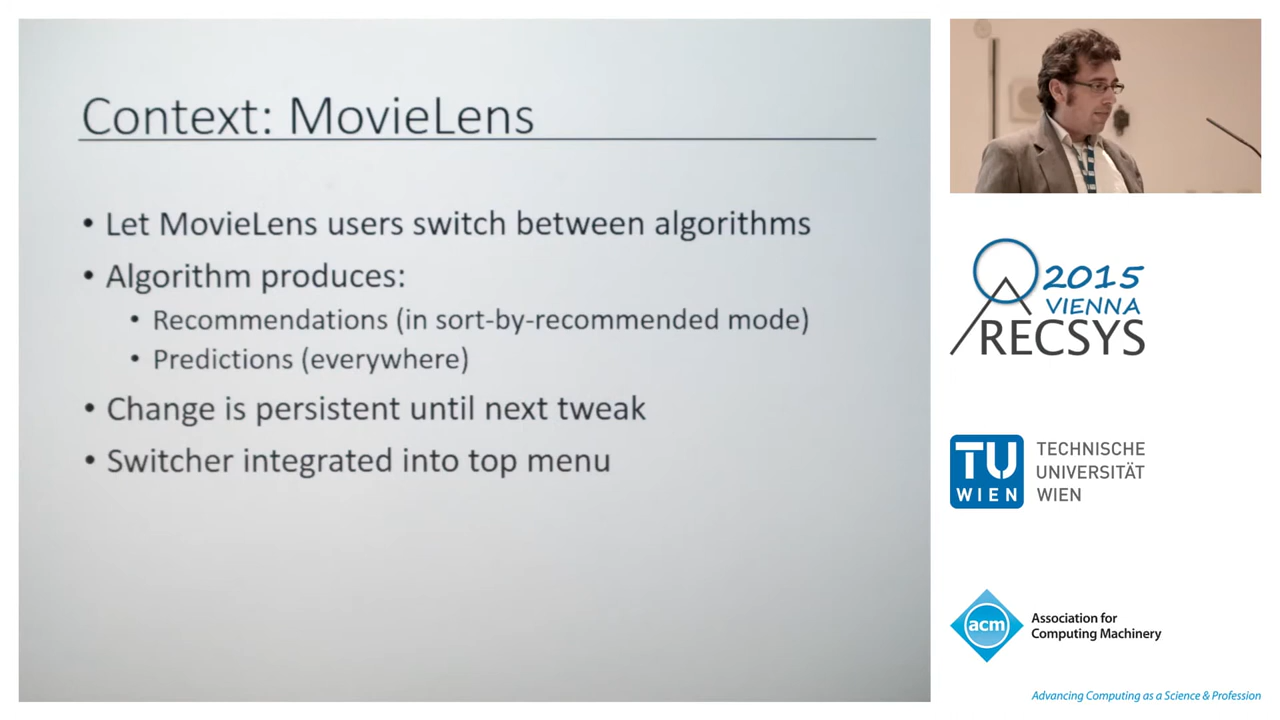 Context: MovieLens
• Let MovieLens users switch between algorithms
• Algorithm produces:
• Recommendations (in sort-by-recommended mode)
• Predictions (everywhere)
• Change is persistent until next tweak
• Switcher integrated into top menu
2015
VIENNA
RECSYS
TU
WIEN
TECHNISCHE
UNIVERSITÄT
WIEN
acm
Association for
Computing Machinery
Advancing Computing as a Science & Profession